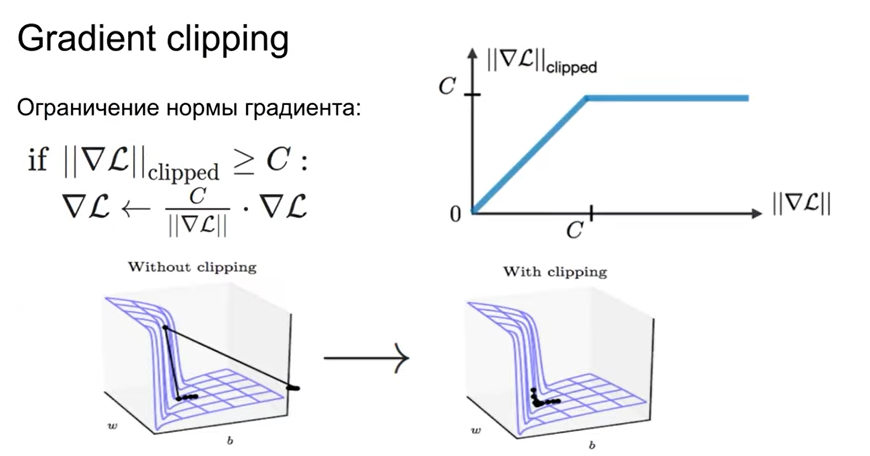 Gradient clipping
Ограничение нормы градиента:
if ||∇ℒ||clipped ≥ C :
∇ℒ ← C / ||∇ℒ|| · ∇ℒ
||∇ℒ||clipped
C
0
C
||∇ℒ||
Without clipping
w
b
With clipping
w
b